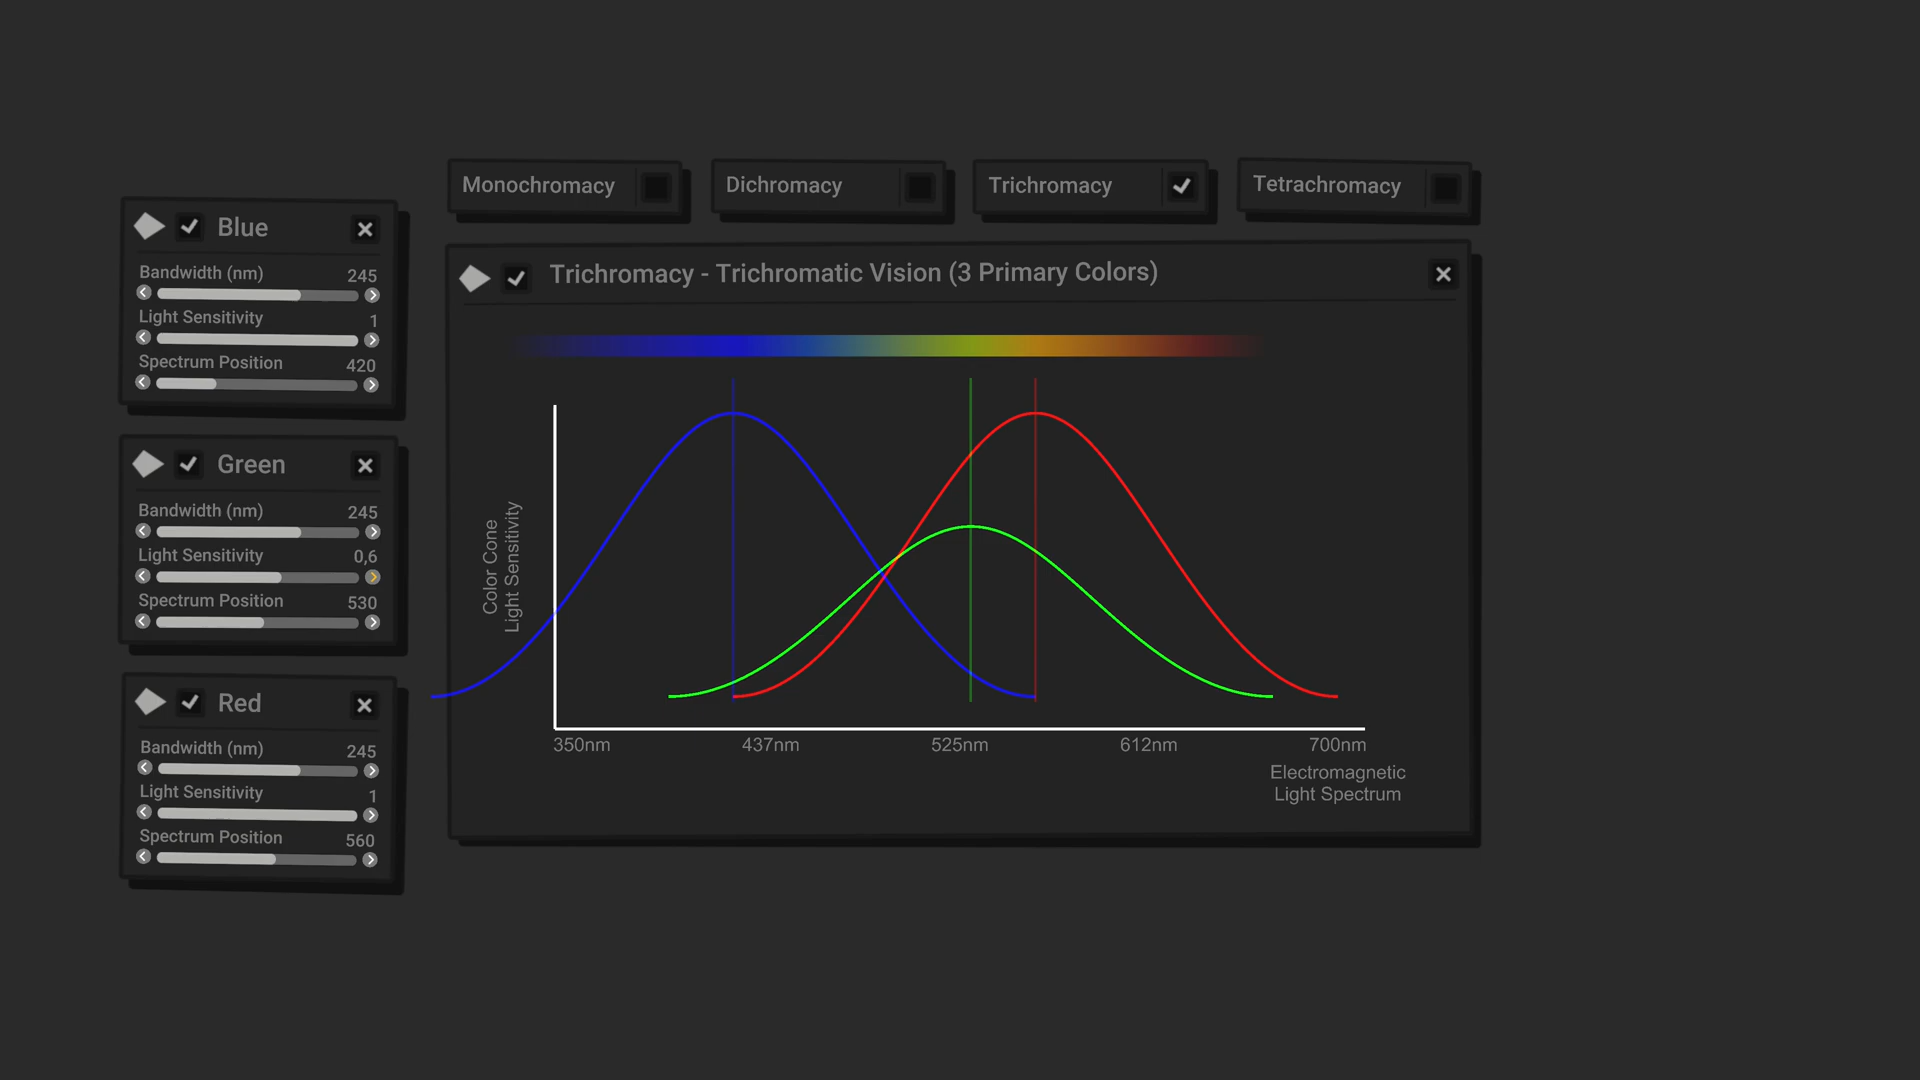 Monochromacy
Dichromacy
Trichromacy
Tetrachromacy
Blue
Bandwidth (nm) 245
Light Sensitivity 1
Spectrum Position 420
Green
Bandwidth (nm) 245
Light Sensitivity 0,6
Spectrum Position 530
Red
Bandwidth (nm) 245
Light Sensitivity 1
Spectrum Position 560
Trichromacy - Trichromatic Vision (3 Primary Colors)
Color Cone
Light Sensitivity
350nm 437nm 525nm 612nm 700nm
Electromagnetic
Light Spectrum